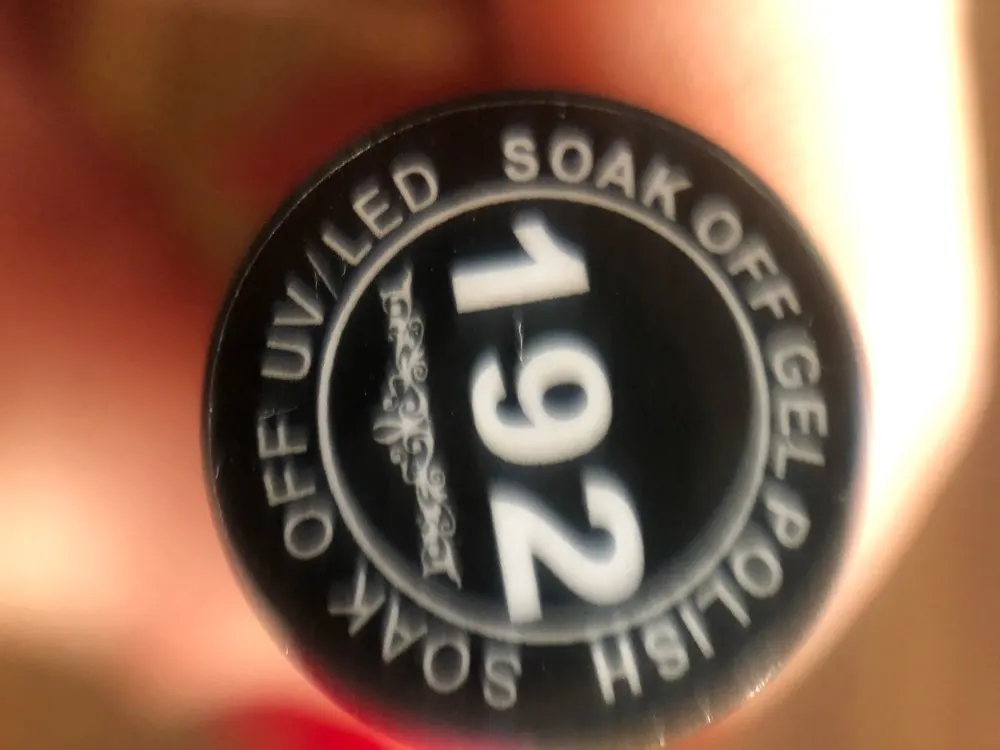 SOAK OFF GEL POLISH
SOAK OFF UV/LED
192